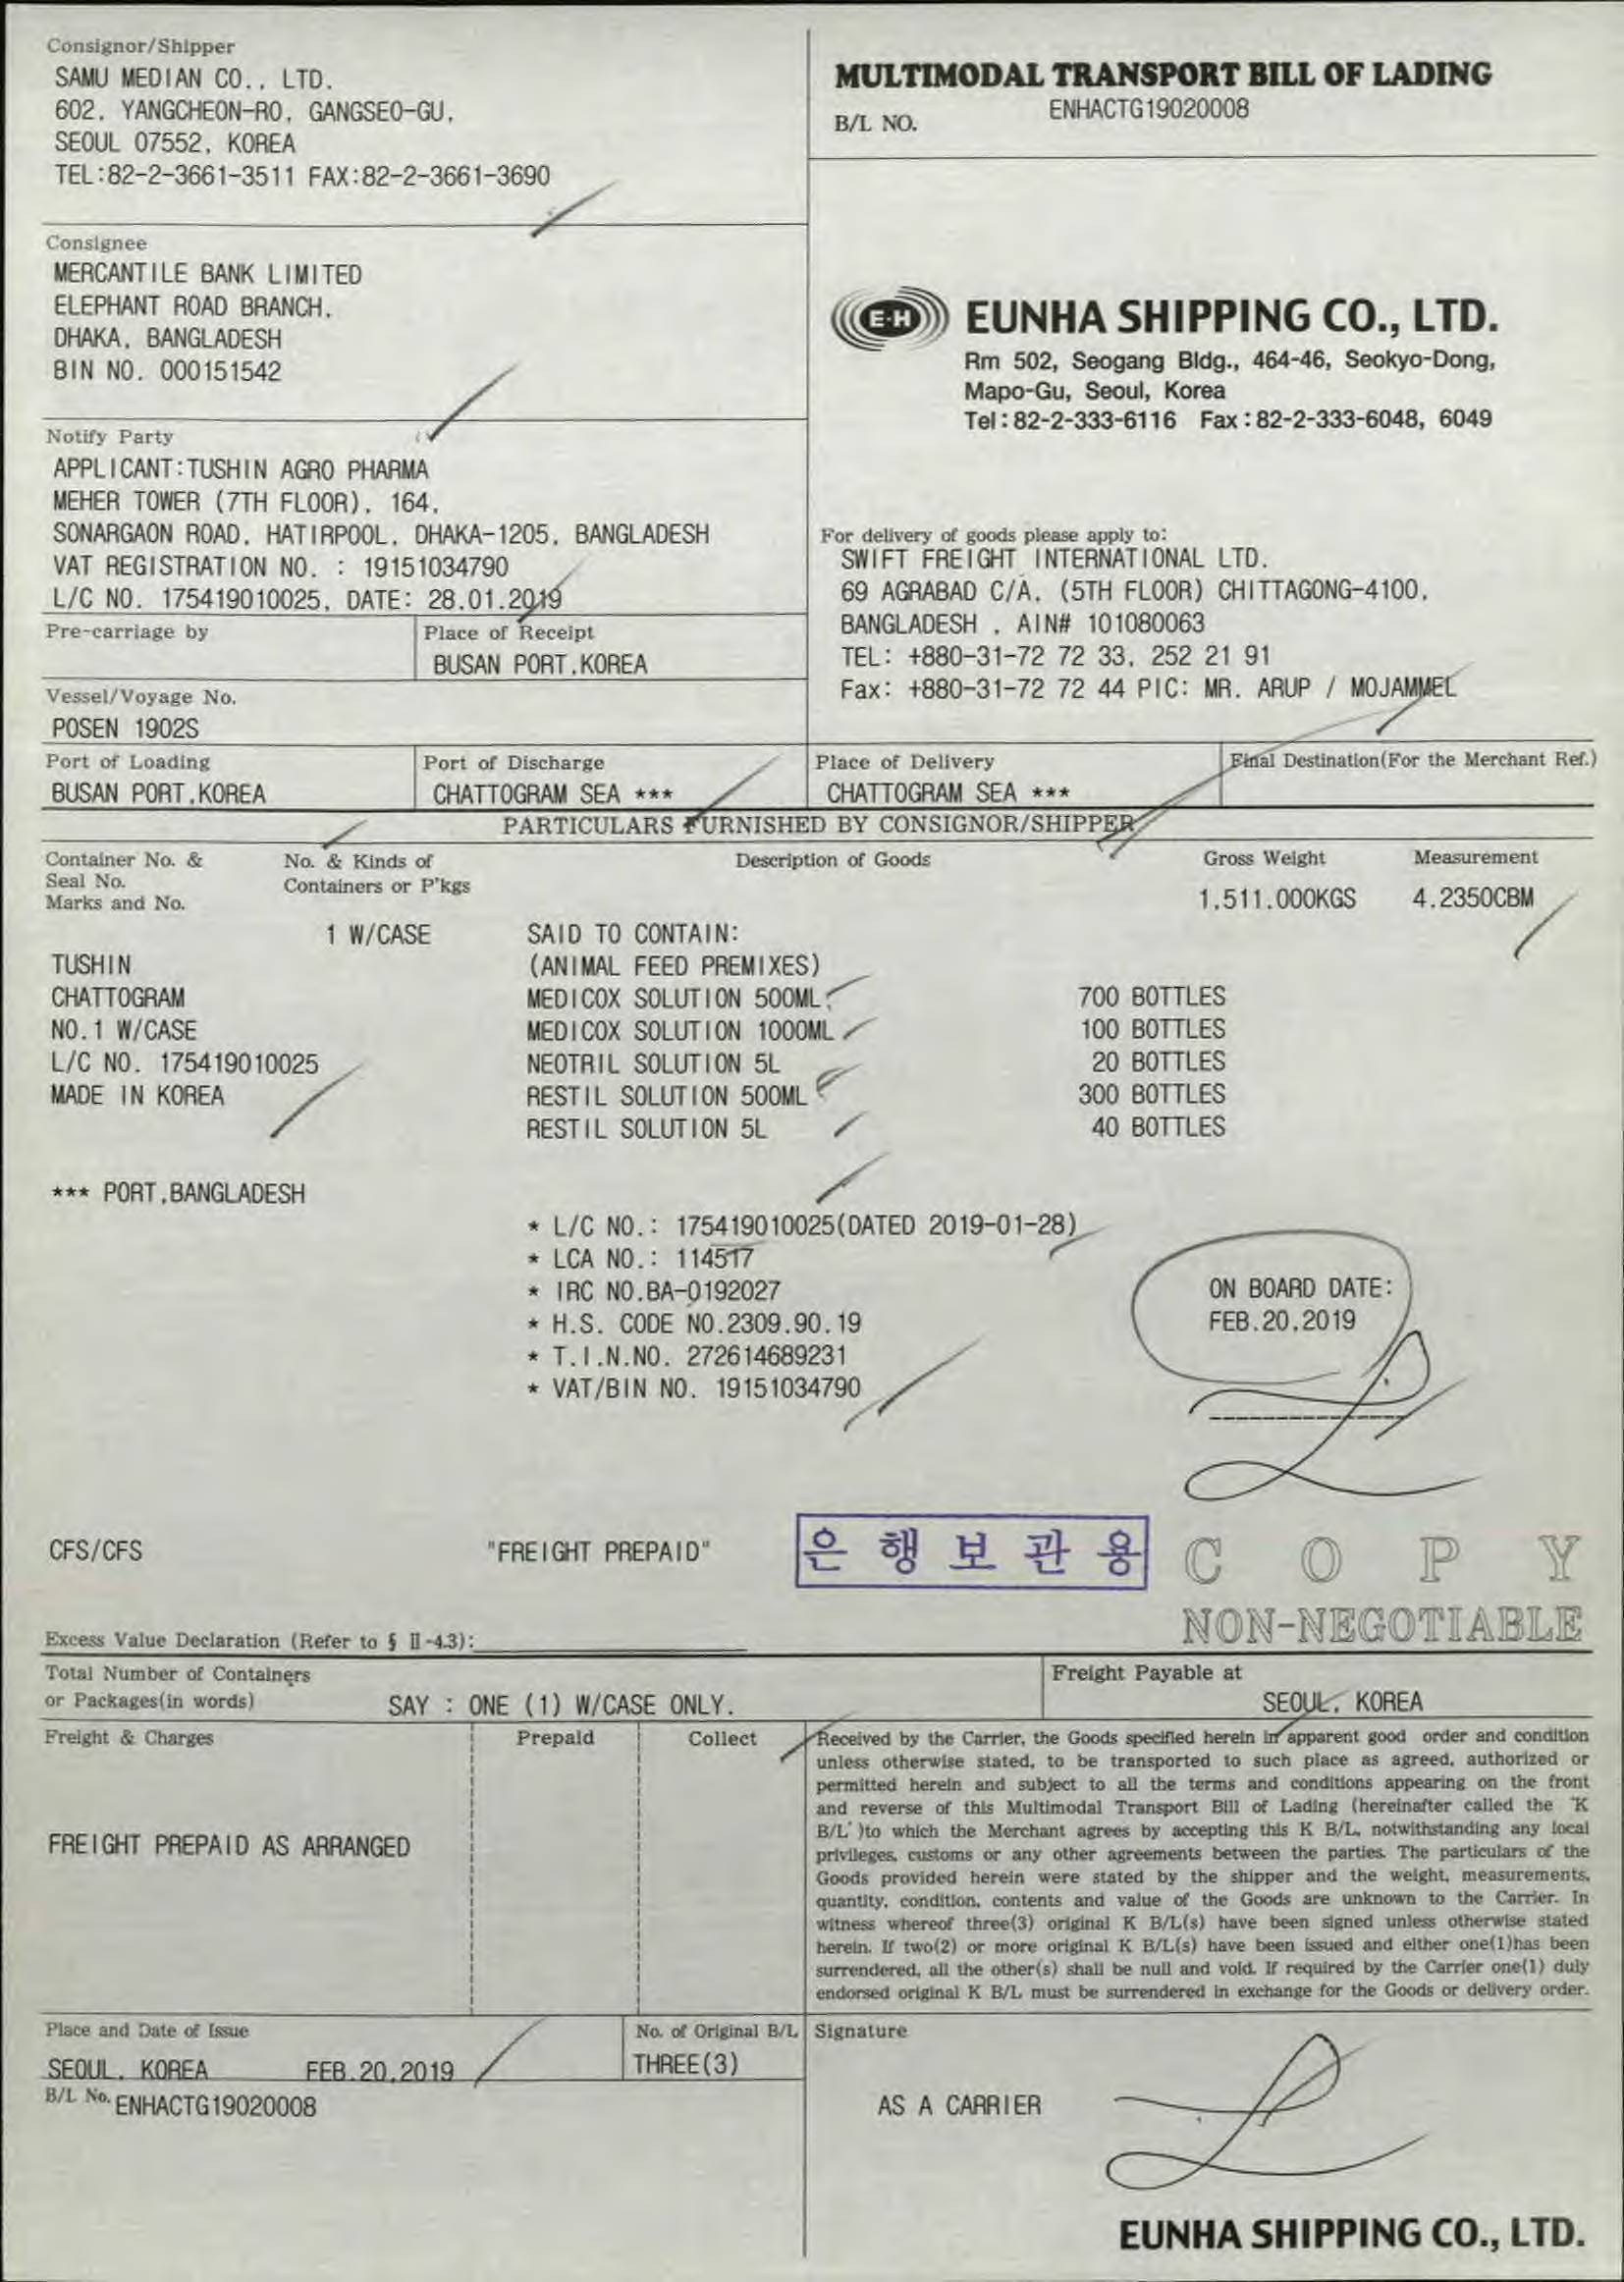 Consignor/Shipper
SAMU MEDIAN CO., LTD.
602, YANGCHEON-RO, GANGSEO-GU,
SEOUL 07552, KOREA
TEL:82-2-3661-3511 FAX:82-2-3661-3690
MULTIMODAL TRANSPORT BILL OF LADING
B/L NO. ENHACTG19020008
Consignee
MERCANTILE BANK LIMITED
ELEPHANT ROAD BRANCH,
DHAKA, BANGLADESH
BIN NO. 000151542
E-H EUNHA SHIPPING CO., LTD.
Rm 502, Seogang Bldg., 464-46, Seokyo-Dong,
Mapo-Gu, Seoul, Korea
Tel : 82-2-333-6116 Fax : 82-2-333-6048, 6049
Notify Party
APPLICANT:TUSHIN AGRO PHARMA
MEHER TOWER (7TH FLOOR), 164,
SONARGAON ROAD, HATIRPOOL, DHAKA-1205, BANGLADESH
VAT REGISTRATION NO. : 19151034790
L/C NO. 175419010025, DATE: 28.01.2019
For delivery of goods please apply to:
SWIFT FREIGHT INTERNATIONAL LTD.
69 AGRABAD C/A, (5TH FLOOR) CHITTAGONG-4100,
BANGLADESH , AIN# 101080063
TEL: +880-31-72 72 33, 252 21 91
Fax: +880-31-72 72 44 PIC: MR. ARUP / MOJAMMEL
Pre-carriage by
Place of Receipt
BUSAN PORT,KOREA
Vessel/Voyage No.
POSEN 1902S
Port of Loading
BUSAN PORT,KOREA
Port of Discharge
CHATTOGRAM SEA ***
Place of Delivery
CHATTOGRAM SEA ***
Final Destination(For the Merchant Ref.)
PARTICULARS FURNISHED BY CONSIGNOR/SHIPPER
Container No. &
Seal No.
Marks and No.
No. & Kinds of
Containers or P'kgs
Description of Goods
Gross Weight
Measurement
1,511.000KGS 4.2350CBM
1 W/CASE SAID TO CONTAIN:
TUSHIN (ANIMAL FEED PREMIXES)
CHATTOGRAM MEDICOX SOLUTION 500ML 700 BOTTLES
NO.1 W/CASE MEDICOX SOLUTION 1000ML 100 BOTTLES
L/C NO. 175419010025 NEOTRIL SOLUTION 5L 20 BOTTLES
MADE IN KOREA RESTIL SOLUTION 500ML 300 BOTTLES
RESTIL SOLUTION 5L 40 BOTTLES
*** PORT,BANGLADESH
* L/C NO.: 175419010025(DATED 2019-01-28)
* LCA NO.: 114517
* IRC NO.BA-0192027
* H.S. CODE NO.2309.90.19
* T.I.N.NO. 272614689231
* VAT/BIN NO. 19151034790
ON BOARD DATE:
FEB.20,2019
CFS/CFS "FREIGHT PREPAID"
은행보관용
COPY
NON-NEGOTIABLE
Excess Value Declaration (Refer to § II-4.3):
Total Number of Containers
or Packages(in words) SAY : ONE (1) W/CASE ONLY.
Freight Payable at
SEOUL, KOREA
Freight & Charges Prepaid Collect
FREIGHT PREPAID AS ARRANGED
Received by the Carrier, the Goods specified herein in apparent good order and condition
unless otherwise stated, to be transported to such place as agreed, authorized or
permitted herein and subject to all the terms and conditions appearing on the front
and reverse of this Multimodal Transport Bill of Lading (hereinafter called the "K
B/L")to which the Merchant agrees by accepting this K B/L, notwithstanding any local
privileges, customs or any other agreements between the parties. The particulars of the
Goods provided herein were stated by the shipper and the weight, measurements,
quantity, condition, contents and value of the Goods are unknown to the Carrier. In
witness whereof three(3) original K B/L(s) have been signed unless otherwise stated
herein. If two(2) or more original K B/L(s) have been issued and either one(1)has been
surrendered, all the other(s) shall be null and void. If required by the Carrier one(1) duly
endorsed original K B/L must be surrendered in exchange for the Goods or delivery order.
Place and Date of Issue
SEOUL, KOREA FEB.20,2019
No. of Original B/L
THREE(3)
B/L No. ENHACTG19020008
Signature
AS A CARRIER
EUNHA SHIPPING CO., LTD.